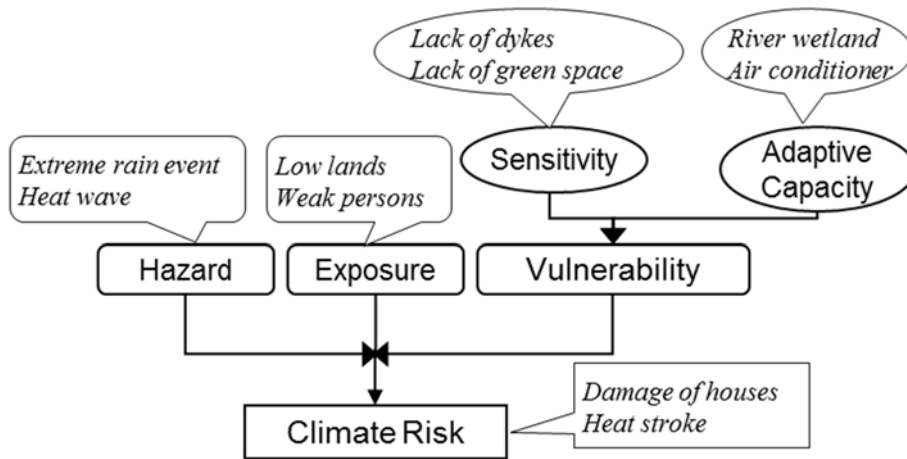 Lack of dykes
Lack of green space
River wetland
Air conditioner
Sensitivity
Adaptive
Capacity
Extreme rain event
Heat wave
Low lands
Weak persons
Hazard
Exposure
Vulnerability
Damage of houses
Heat stroke
Climate Risk